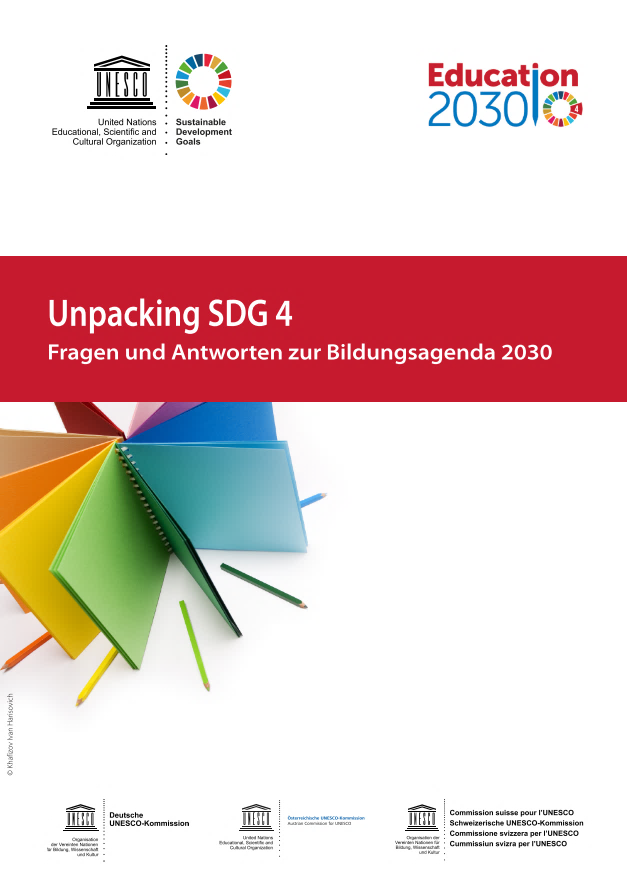 UNESCO
United Nations
Educational, Scientific and
Cultural Organization
Sustainable
Development
Goals
Education
2030
4
Unpacking SDG 4
Fragen und Antworten zur Bildungsagenda 2030
© Khafizov Ivan Harisovich
UNESCO
Organisation
der Vereinten Nationen
für Bildung, Wissenschaft
und Kultur
Deutsche
UNESCO-Kommission
UNESCO
United Nations
Educational, Scientific and
Cultural Organization
Österreichische UNESCO-Kommission
Austrian Commission for UNESCO
UNESCO
Organisation der
Vereinten Nationen für
Bildung, Wissenschaft
und Kultur
Commission suisse pour l'UNESCO
Schweizerische UNESCO-Kommission
Commissione svizzera per l'UNESCO
Cummissiun svizra per l'UNESCO